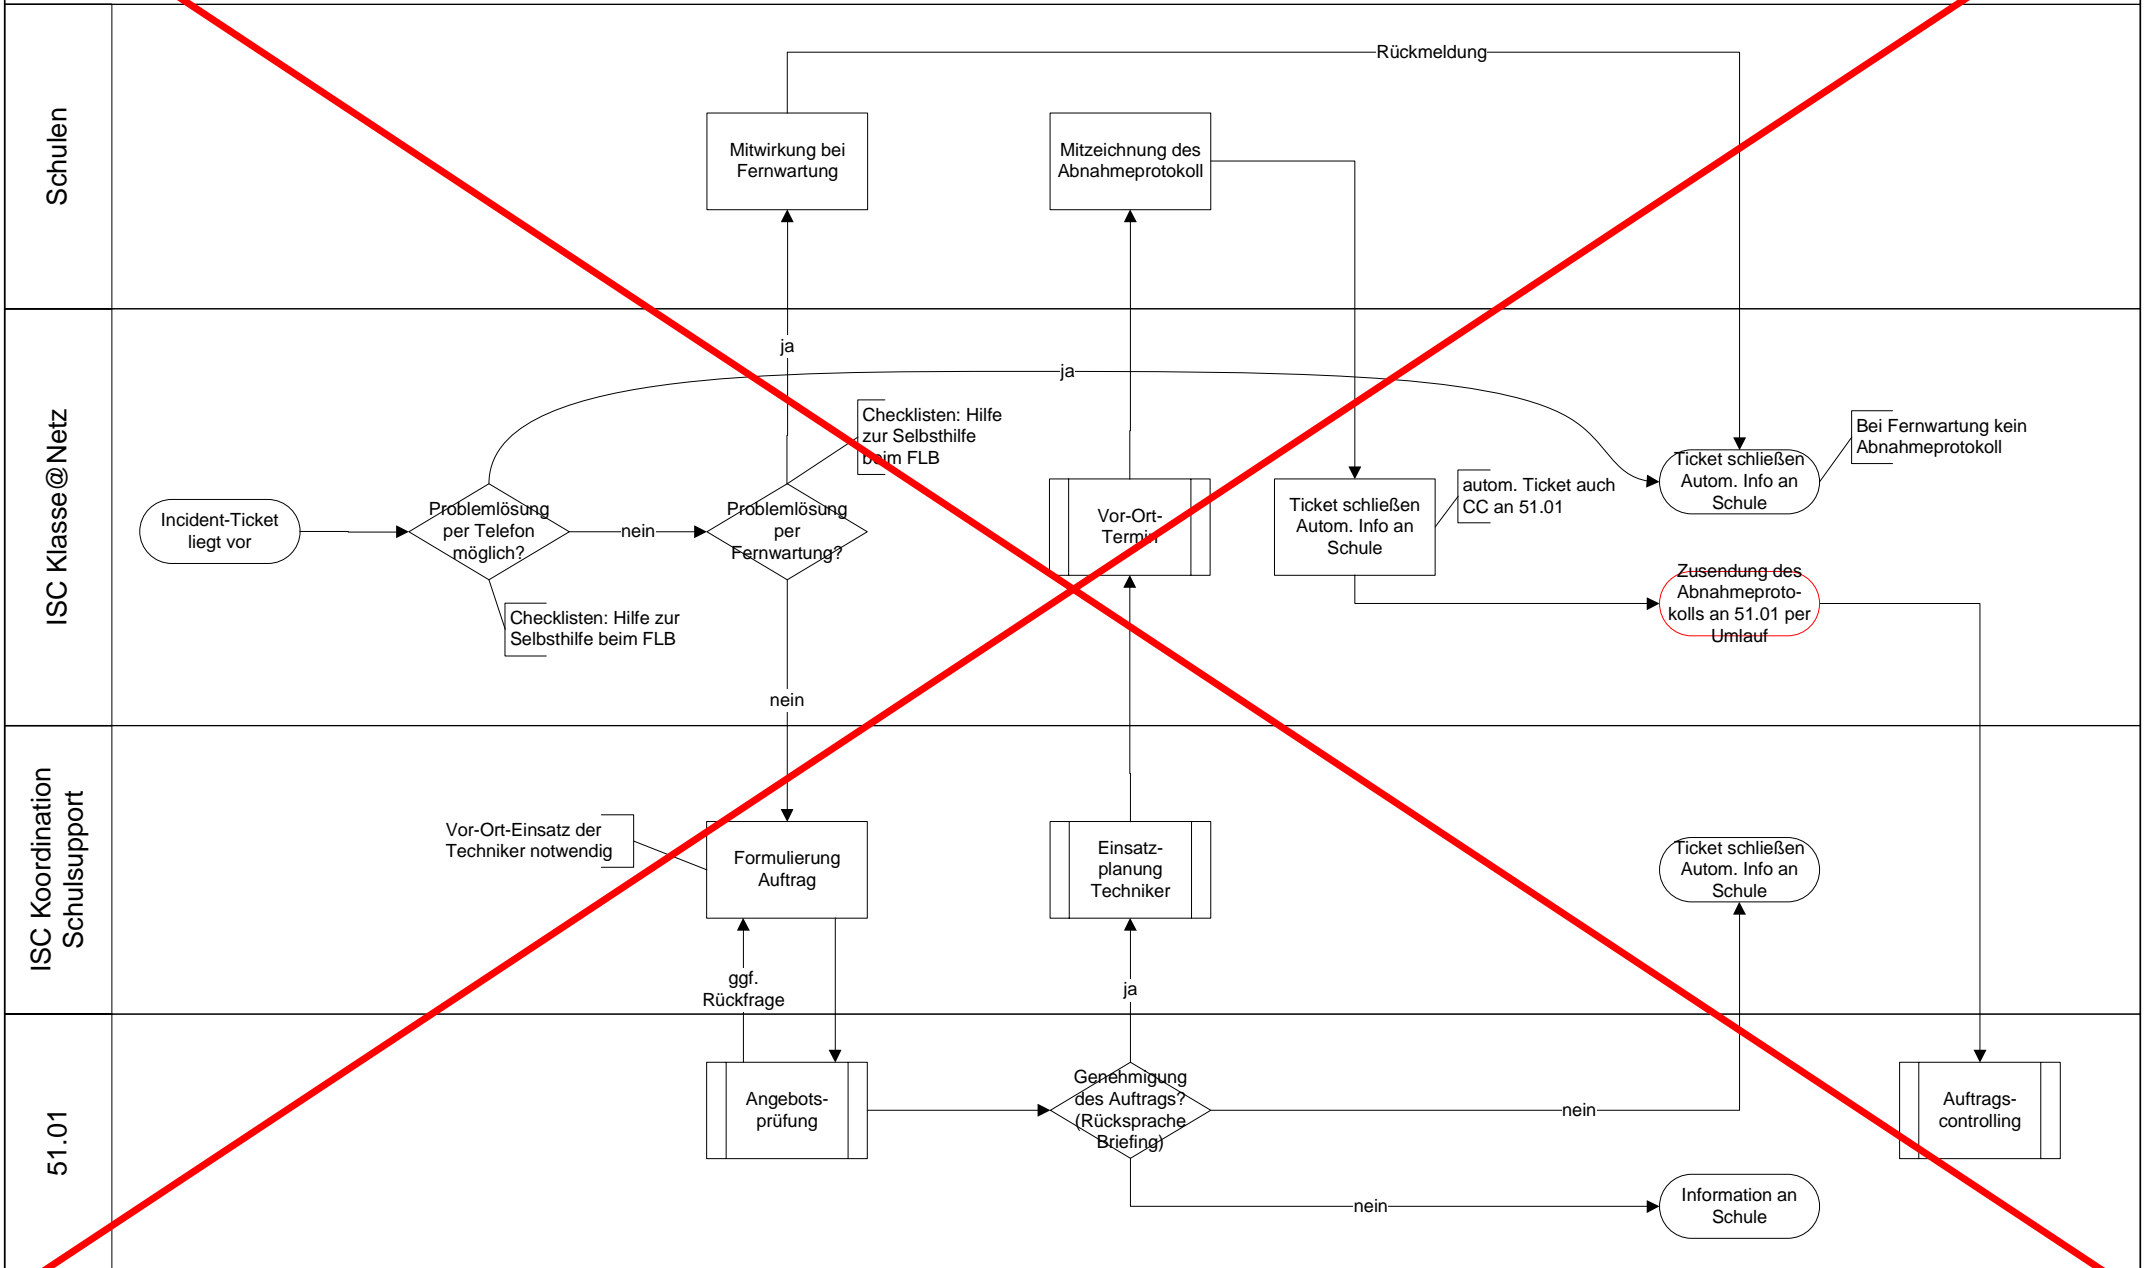 Schulen
Rückmeldung
Mitwirkung bei
Fernwartung
Mitzeichnung des
Abnahmeprotokoll
ISC Klasse@Netz
ja
ja
Checklisten: Hilfe
zur Selbsthilfe
beim FLB
Bei Fernwartung kein
Abnahmeprotokoll
Incident-Ticket
liegt vor
Problemlösung
per Telefon
möglich?
nein
Problemlösung
per
Fernwartung?
Vor-Ort-
Termin
Ticket schließen
Autom. Info an
Schule
autom. Ticket auch
CC an 51.01
Ticket schließen
Autom. Info an
Schule
Checklisten: Hilfe zur
Selbsthilfe beim FLB
Zusendung des
Abnahmeproto-
kolls an 51.01 per
Umlauf
nein
ISC Koordination
Schulsupport
Vor-Ort-Einsatz der
Techniker notwendig
Formulierung
Auftrag
Einsatz-
planung
Techniker
Ticket schließen
Autom. Info an
Schule
ggf.
Rückfrage
ja
51.01
Angebots-
prüfung
Genehmigung
des Auftrags?
(Rücksprache
Briefing)
nein
Auftrags-
controlling
nein
Information an
Schule